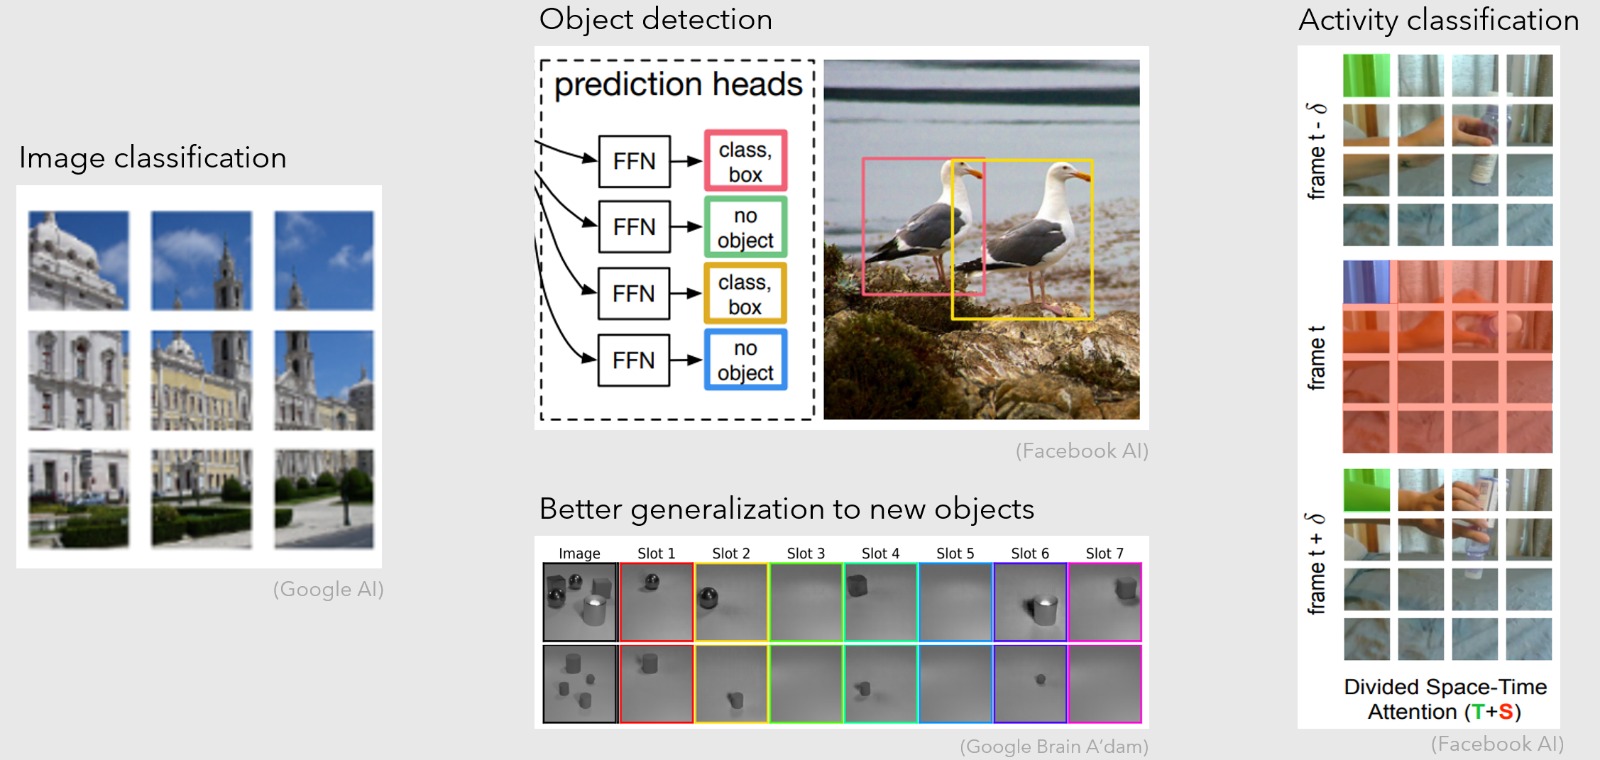 Image classification
(Google AI)
Object detection
prediction heads
FFN
class,
box
FFN
no
object
FFN
class,
box
FFN
no
object
(Facebook AI)
Better generalization to new objects
Image Slot 1 Slot 2 Slot 3 Slot 4 Slot 5 Slot 6 Slot 7
(Google Brain A'dam)
Activity classification
frame t - δ
frame t
frame t + δ
Divided Space-Time
Attention (T+S)
(Facebook AI)